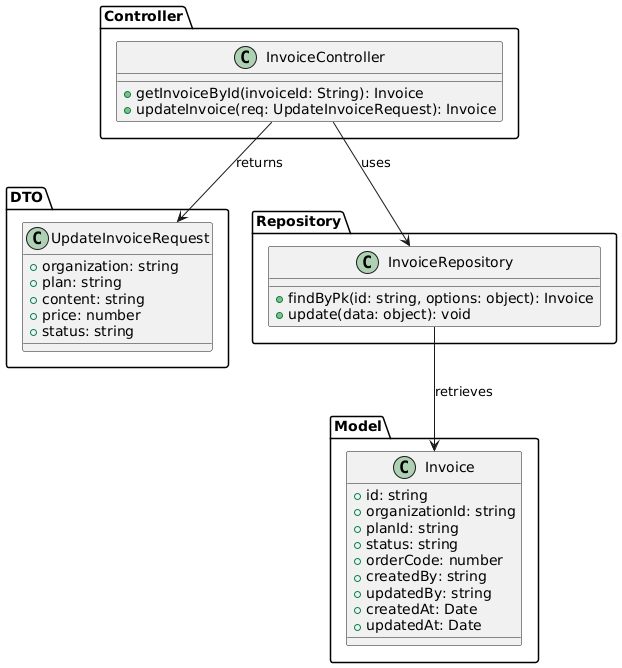 Controller
C InvoiceController
getInvoiceById(invoiceId: String): Invoice
updateInvoice(req: UpdateInvoiceRequest): Invoice
returns
uses
DTO
C UpdateInvoiceRequest
organization: string
plan: string
content: string
price: number
status: string
Repository
C InvoiceRepository
findByPk(id: string, options: object): Invoice
update(data: object): void
retrieves
Model
C Invoice
id: string
organizationId: string
planId: string
status: string
orderCode: number
createdBy: string
updatedBy: string
createdAt: Date
updatedAt: Date